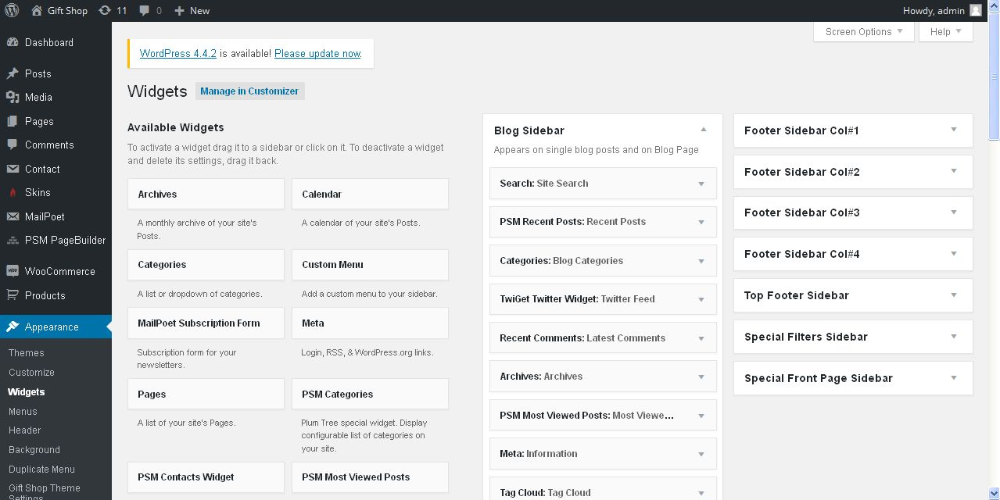 Gift Shop 11 0 New Howdy, admin
Screen Options Help
WordPress 4.4.2 is available! Please update now.
Dashboard
Posts
Media
Pages
Comments
Contact
Skins
MailPoet
PSM PageBuilder
WooCommerce
Products
Appearance
Themes
Customize
Widgets
Menus
Header
Background
Duplicate Menu
Gift Shop Theme
Settings
Widgets Manage in Customizer
Available Widgets
To activate a widget drag it to a sidebar or click on it. To deactivate a widget
and delete its settings, drag it back.
Archives
A monthly archive of your site's
Posts.
Calendar
A calendar of your site's Posts.
Categories
A list or dropdown of categories.
Custom Menu
Add a custom menu to your sidebar.
MailPoet Subscription Form
Subscription form for your
newsletters.
Meta
Login, RSS, & WordPress.org links.
Pages
A list of your site's Pages.
PSM Categories
Plum Tree special widget. Display
configurable list of categories on
your site.
PSM Contacts Widget
PSM Most Viewed Posts
Blog Sidebar
Appears on single blog posts and on Blog Page
Search: Site Search
PSM Recent Posts: Recent Posts
Categories: Blog Categories
TwiGet Twitter Widget: Twitter Feed
Recent Comments: Latest Comments
Archives: Archives
PSM Most Viewed Posts: Most Viewe...
Meta: Information
Tag Cloud: Tag Cloud
Footer Sidebar Col#1
Footer Sidebar Col#2
Footer Sidebar Col#3
Footer Sidebar Col#4
Top Footer Sidebar
Special Filters Sidebar
Special Front Page Sidebar